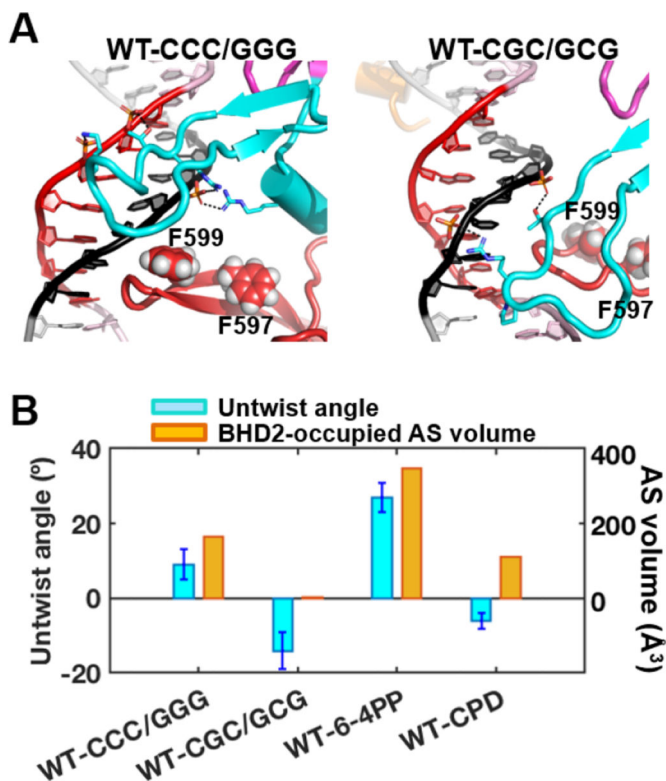 A
WT-CCC/GGG
WT-CGC/GCG
F599
F597
F599
F597
B
Untwist angle
BHD2-occupied AS volume
Untwist angle (º)
40
20
0
-20
400
200
0
AS volume (Å³)
WT-CCC/GGG
WT-CGC/GCG
WT-6-4PP
WT-CPD